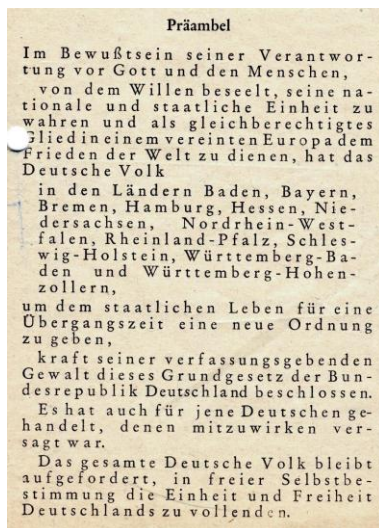 Präambel
Im Bewußtsein seiner Verantwor-
tung vor Gott und den Menschen,
von dem Willen beseelt, seine na-
tionale und staatliche Einheit zu
wahren und als gleichberechtigtes
Glied in einem vereinten Europa dem
Frieden der Welt zu dienen, hat das
Deutsche Volk
in den Ländern Baden, Bayern,
Bremen, Hamburg, Hessen, Nie-
dersachsen, Nordrhein-West-
falen, Rheinland-Pfalz, Schles-
wig-Holstein, Württemberg-Ba-
den und Württemberg-Hohen-
zollern,
um dem staatlichen Leben für eine
Übergangszeit eine neue Ordnung
zu geben,
kraft seiner verfassungsgebenden
Gewalt dieses Grundgesetz der Bun-
desrepublik Deutschland beschlossen.
Es hat auch für jene Deutschen ge-
handelt, denen mitzuwirken ver-
sagt war.
Das gesamte Deutsche Volk bleibt
aufgefordert, in freier Selbstbe-
stimmung die Einheit und Freiheit
Deutschlands zu vollenden.